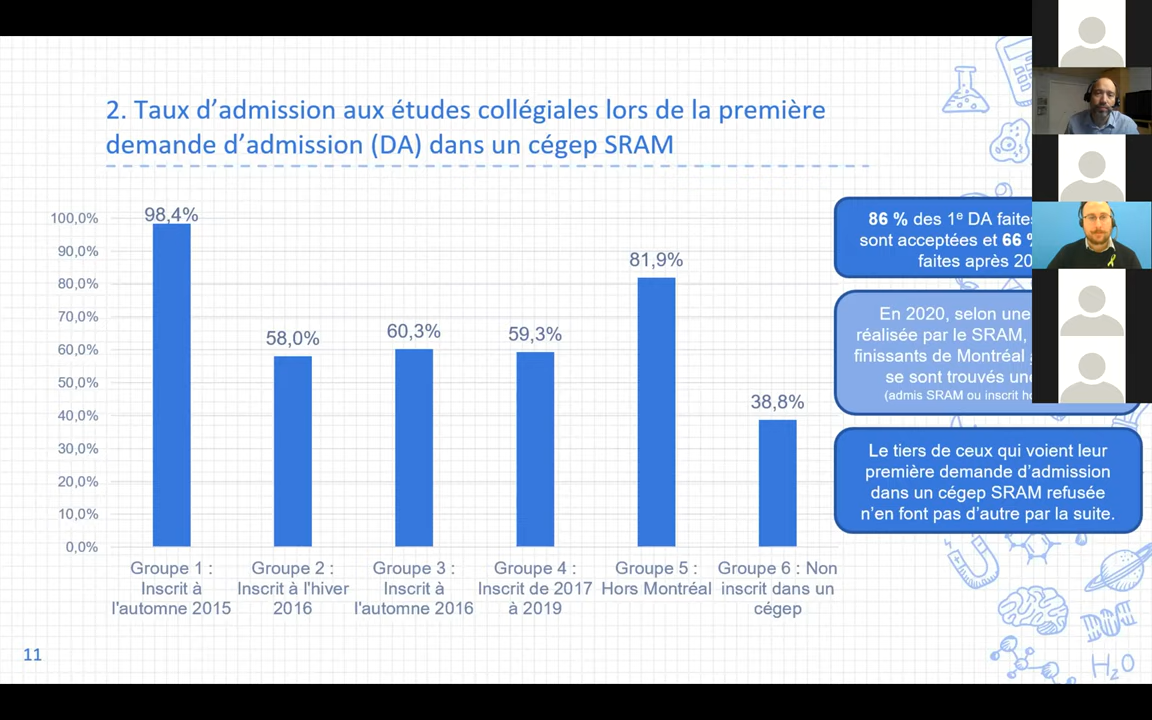 2. Taux d’admission aux études collégiales lors de la première
demande d’admission (DA) dans un cégep SRAM
100,0%
90,0%
80,0%
70,0%
60,0%
50,0%
40,0%
30,0%
20,0%
10,0%
0,0%
98,4%
58,0%
60,3%
59,3%
81,9%
38,8%
Groupe 1 :
Inscrit à
l'automne 2015
Groupe 2 :
Inscrit à l'hiver
2016
Groupe 3 :
Inscrit à
l'automne 2016
Groupe 4 :
Inscrit de 2017
à 2019
Groupe 5 :
Hors Montréal
Groupe 6 : Non
inscrit dans un
cégep
86 % des 1e DA faites
sont acceptées et 66 %
faites après 20
En 2020, selon une
réalisée par le SRAM,
finissants de Montréal
se sont trouvés une
(admis SRAM ou inscrit
Le tiers de ceux qui voient leur
première demande d’admission
dans un cégep SRAM refusée
n’en font pas d’autre par la suite.
11
H2O